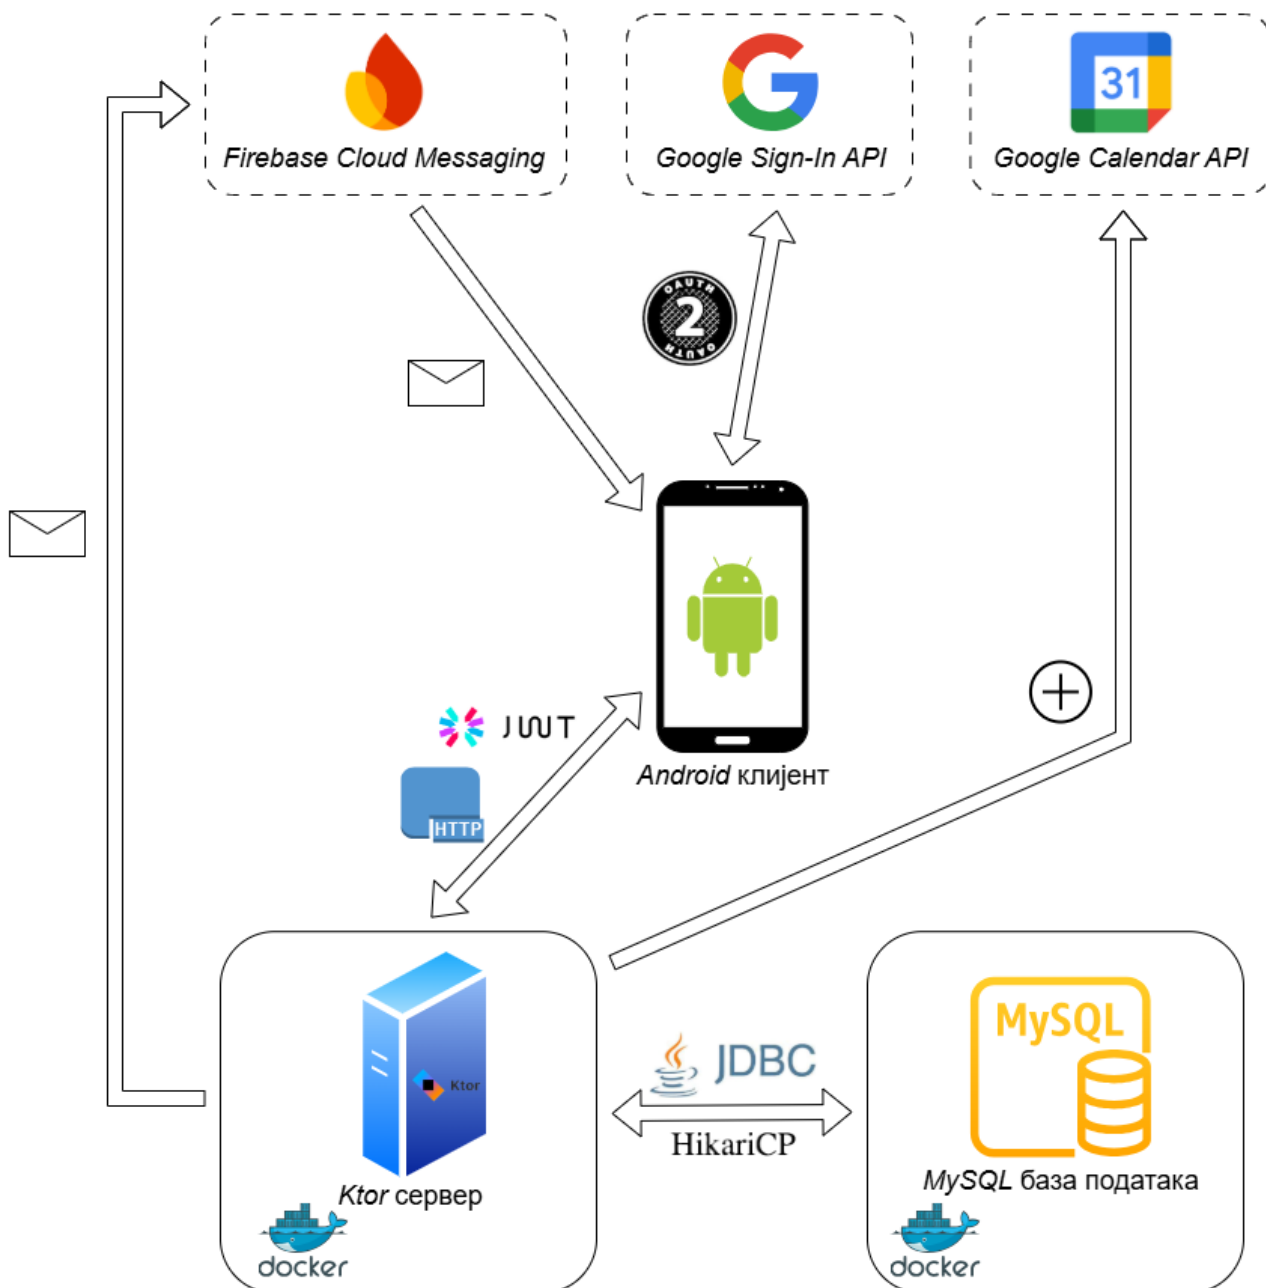 31
Firebase Cloud Messaging
Google Sign-In API
Google Calendar API
OAUTH
2
OAUTH
JWT
HTTP
Android клијент
Ktor
Ktor сервер
docker
JDBC
HikariCP
MySQL
MySQL база података
docker